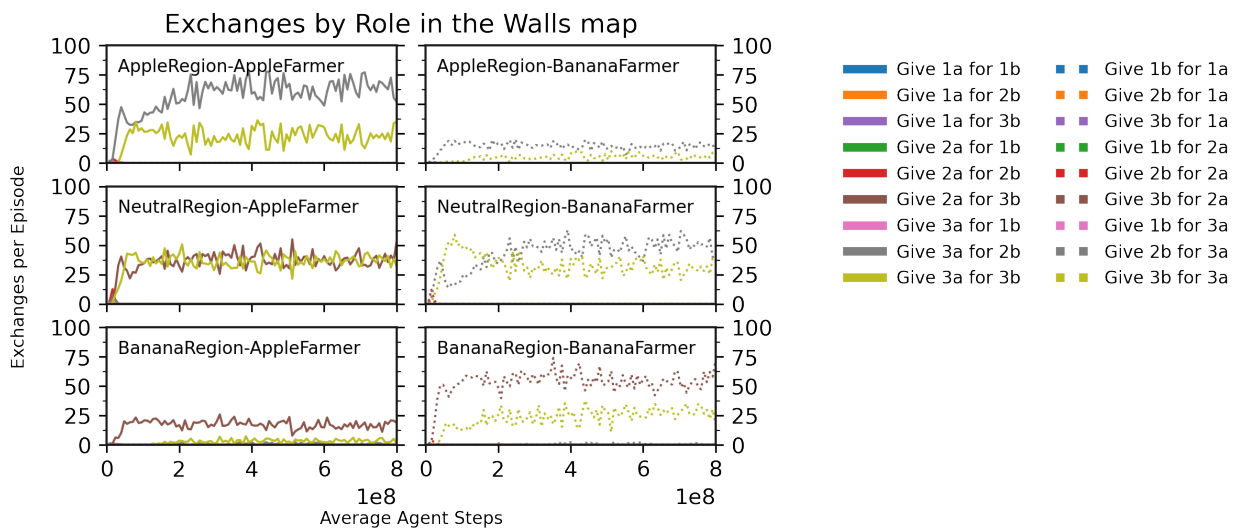 Exchanges by Role in the Walls map
Exchanges per Episode
100
75
50
25
0
AppleRegion-AppleFarmer
AppleRegion-BananaFarmer
100
75
50
25
0
100
75
50
25
0
NeutralRegion-AppleFarmer
NeutralRegion-BananaFarmer
100
75
50
25
0
100
75
50
25
0
BananaRegion-AppleFarmer
BananaRegion-BananaFarmer
100
75
50
25
0
0 2 4 6 8
0 2 4 6 8
1e8
1e8
Average Agent Steps
Give 1a for 1b
Give 1a for 2b
Give 1a for 3b
Give 2a for 1b
Give 2a for 2b
Give 2a for 3b
Give 3a for 1b
Give 3a for 2b
Give 3a for 3b
Give 1b for 1a
Give 2b for 1a
Give 3b for 1a
Give 1b for 2a
Give 2b for 2a
Give 3b for 2a
Give 1b for 3a
Give 2b for 3a
Give 3b for 3a